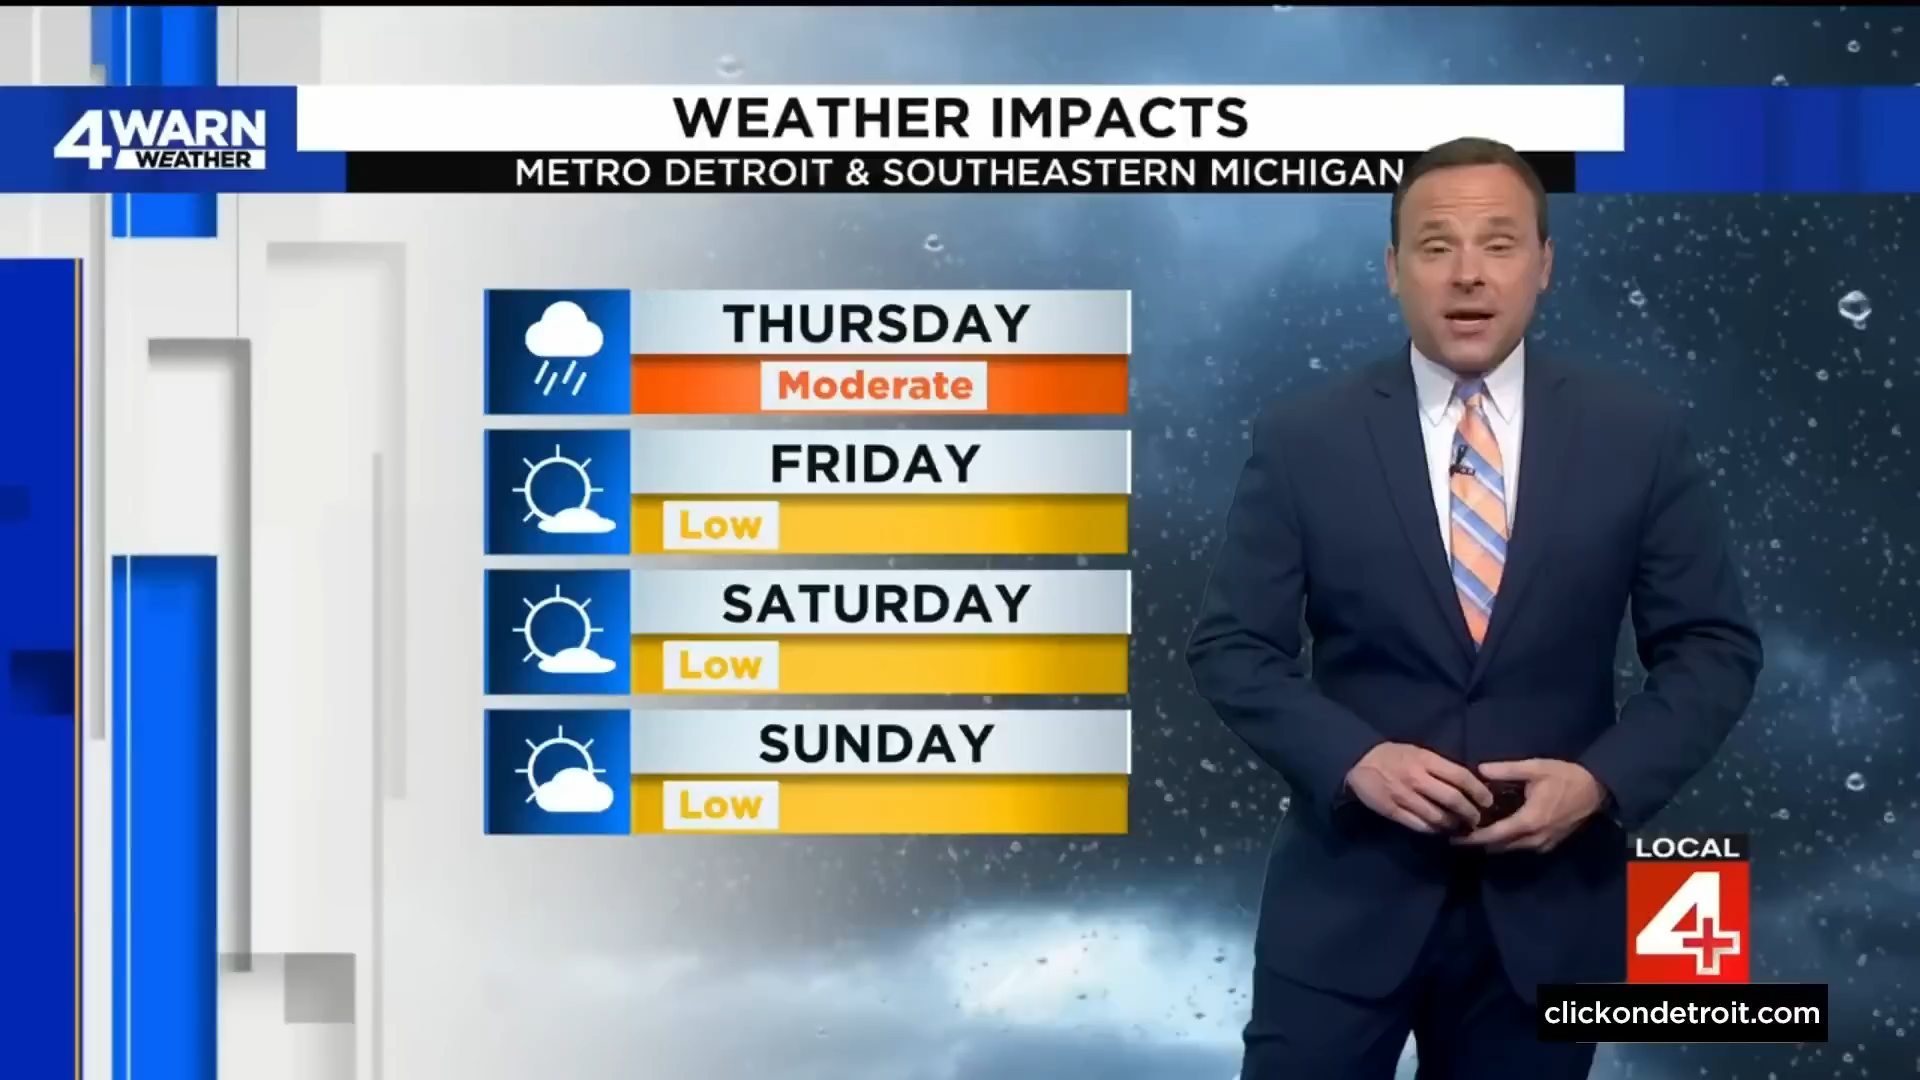 4WARN
WEATHER
WEATHER IMPACTS
METRO DETROIT & SOUTHEASTERN MICHIGAN
THURSDAY
Moderate
FRIDAY
Low
SATURDAY
Low
SUNDAY
Low
LOCAL
4+
clickondetroit.com